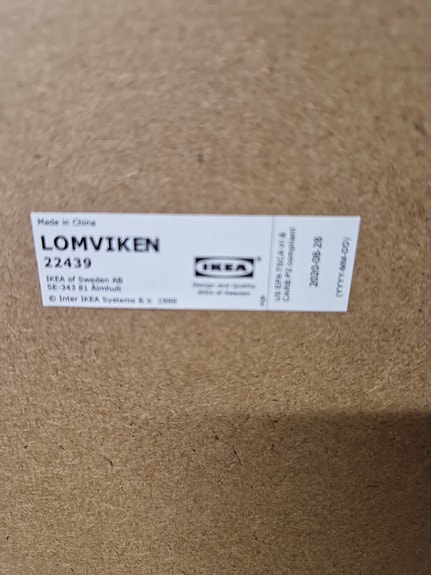 Made in China
LOMVIKEN
22439
IKEA of Sweden AB
SE-343 81 Älmhult
© Inter IKEA Systems B.V.
IKEA
Design and Quality
IKEA of Sweden
US EPA TSCA VI &
CARB P2 compliant
2020-08-28
(YYYY-MM-DD)